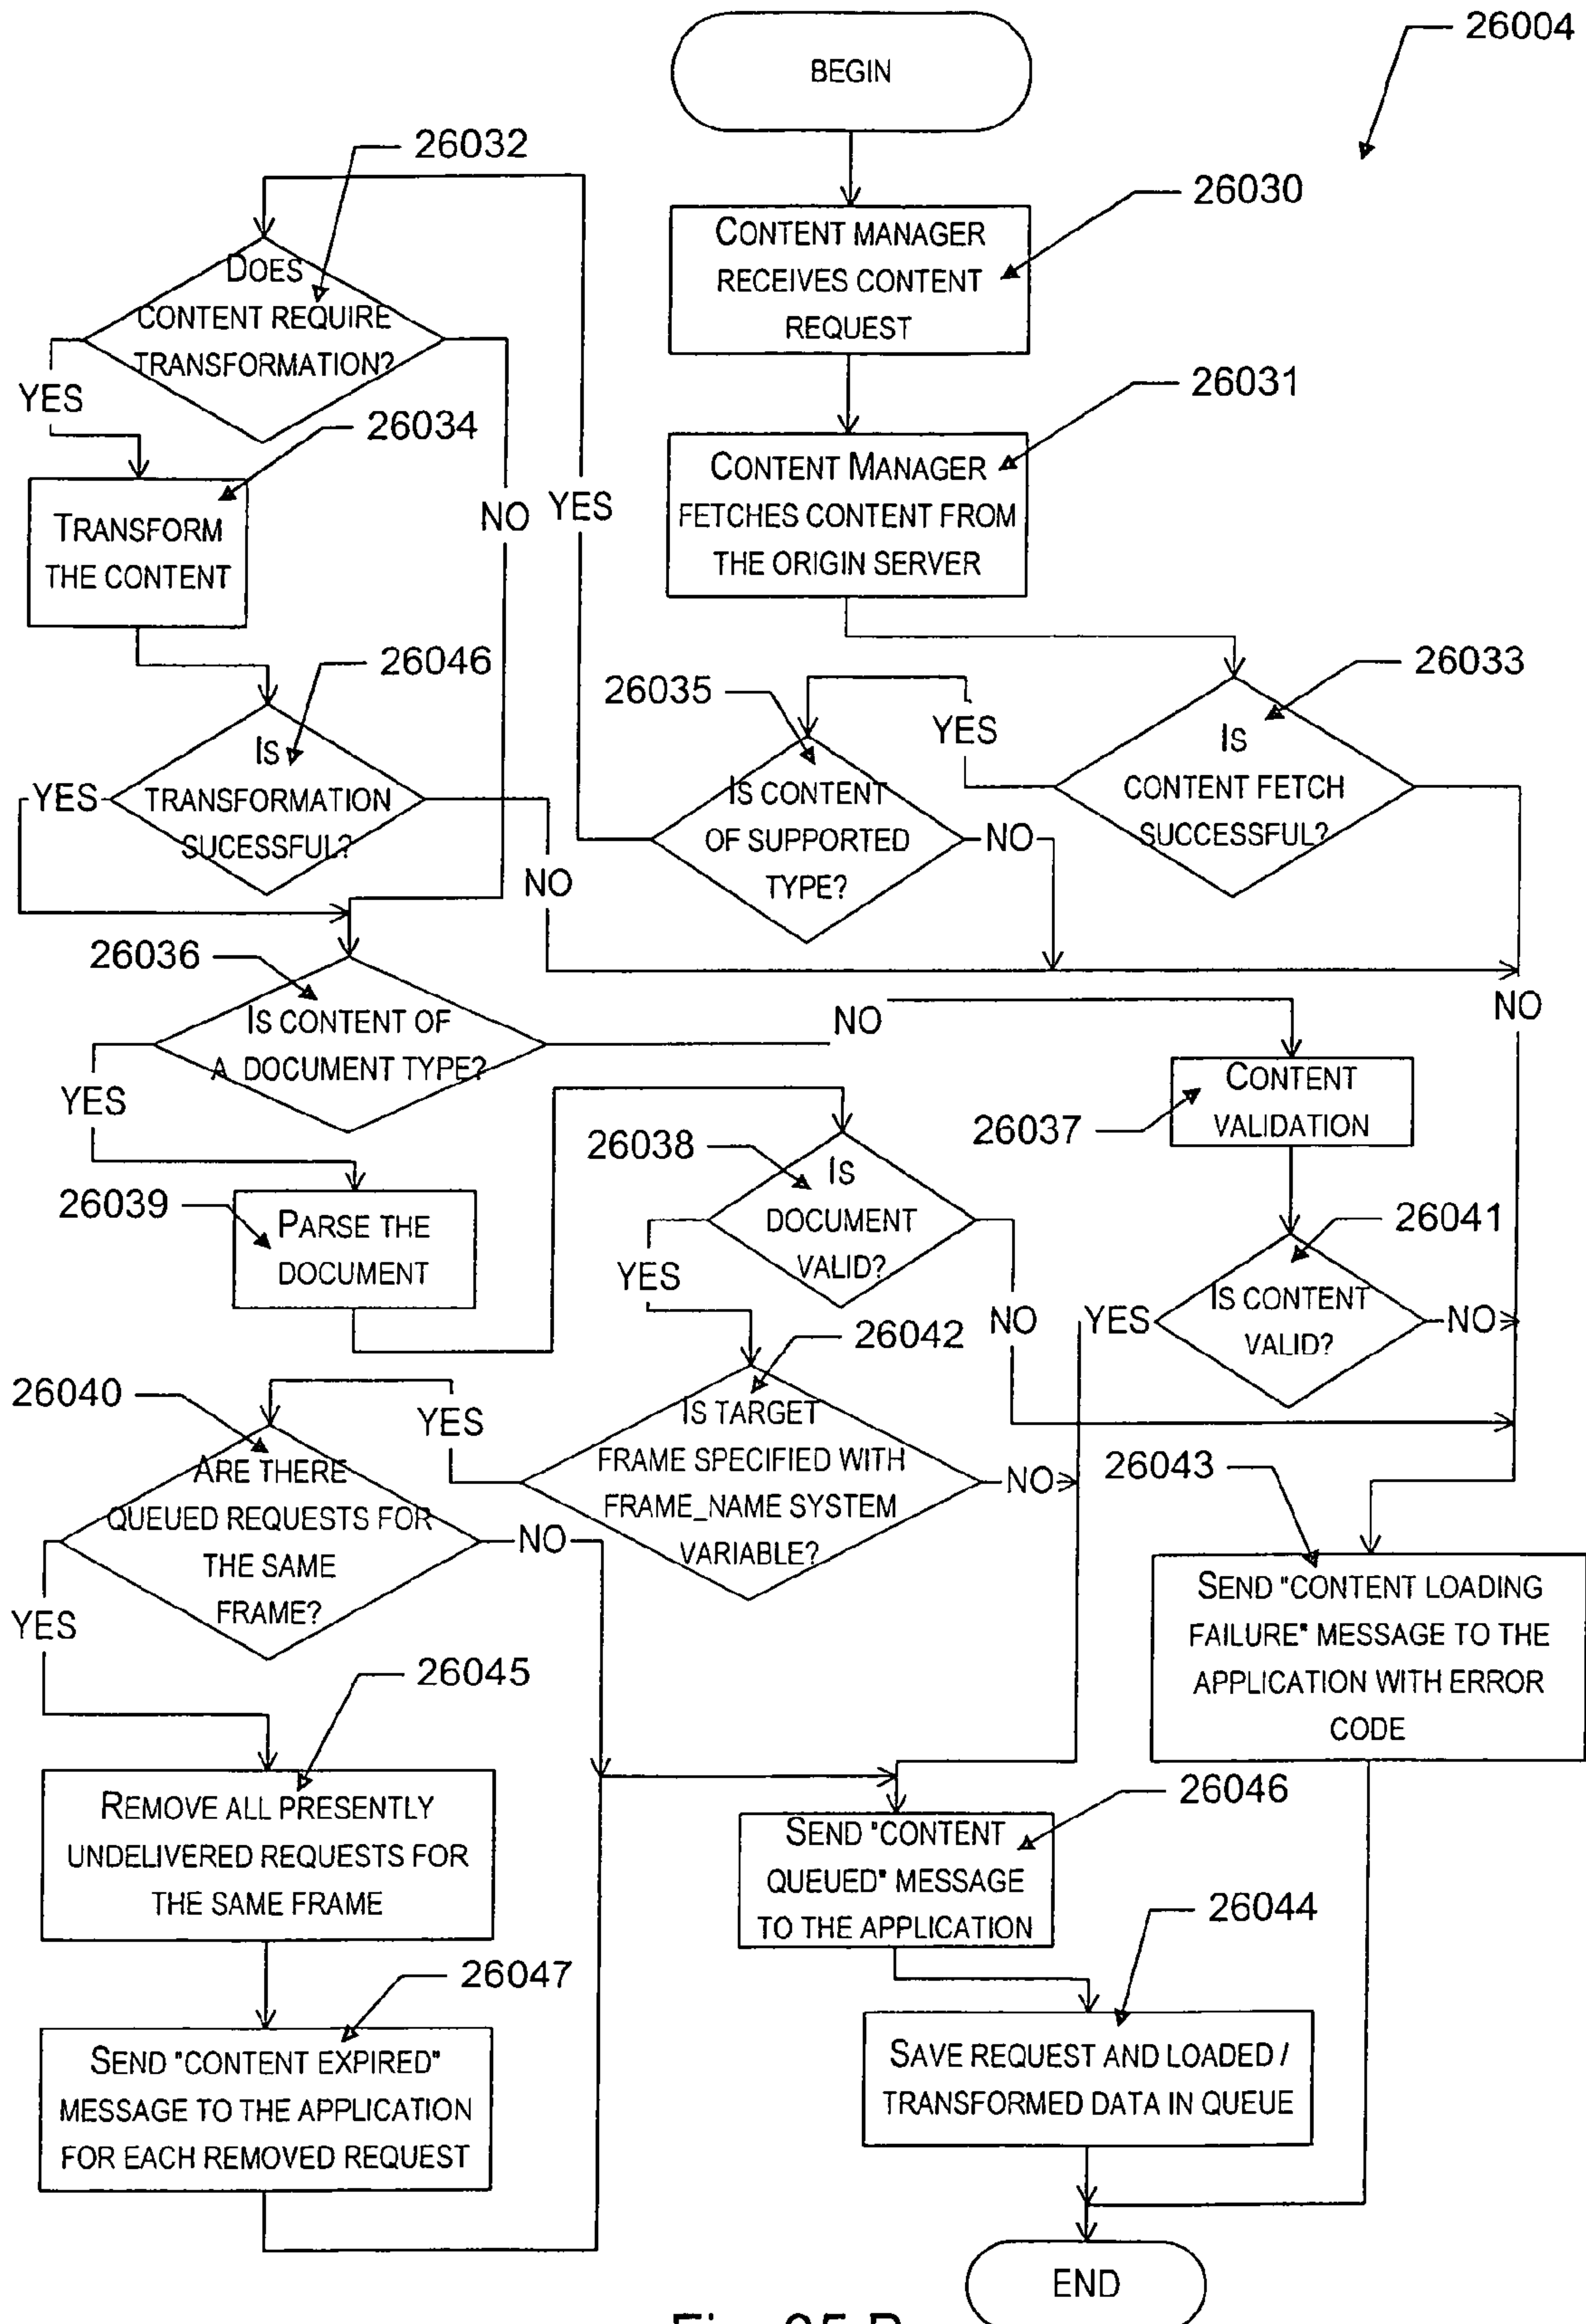 26004
BEGIN
26032
26030
CONTENT MANAGER
RECEIVES CONTENT
REQUEST
DOES
CONTENT REQUIRE
TRANSFORMATION?
YES
26031
26034
CONTENT MANAGER
FETCHES CONTENT FROM
THE ORIGIN SERVER
NO
YES
TRANSFORM
THE CONTENT
26046
26035
26033
YES
IS
CONTENT FETCH
SUCCESSFUL?
IS
TRANSFORMATION
SUCESSFUL?
YES
NO
IS CONTENT
OF SUPPORTED
TYPE?
NO
26036
NO
IS CONTENT OF
A DOCUMENT TYPE?
NO
YES
CONTENT
VALIDATION
26037
26038
IS
DOCUMENT
VALID?
26039
PARSE THE
DOCUMENT
26041
YES
NO
IS CONTENT
VALID?
YES
NO
26042
26040
YES
IS TARGET
FRAME SPECIFIED WITH
FRAME_NAME SYSTEM
VARIABLE?
NO
26043
ARE THERE
QUEUED REQUESTS FOR
THE SAME
FRAME?
NO
YES
SEND "CONTENT LOADING
FAILURE" MESSAGE TO THE
APPLICATION WITH ERROR
CODE
26045
REMOVE ALL PRESENTLY
UNDELIVERED REQUESTS FOR
THE SAME FRAME
26046
SEND "CONTENT
QUEUED" MESSAGE
TO THE APPLICATION
26044
26047
SEND "CONTENT EXPIRED"
MESSAGE TO THE APPLICATION
FOR EACH REMOVED REQUEST
SAVE REQUEST AND LOADED /
TRANSFORMED DATA IN QUEUE
END